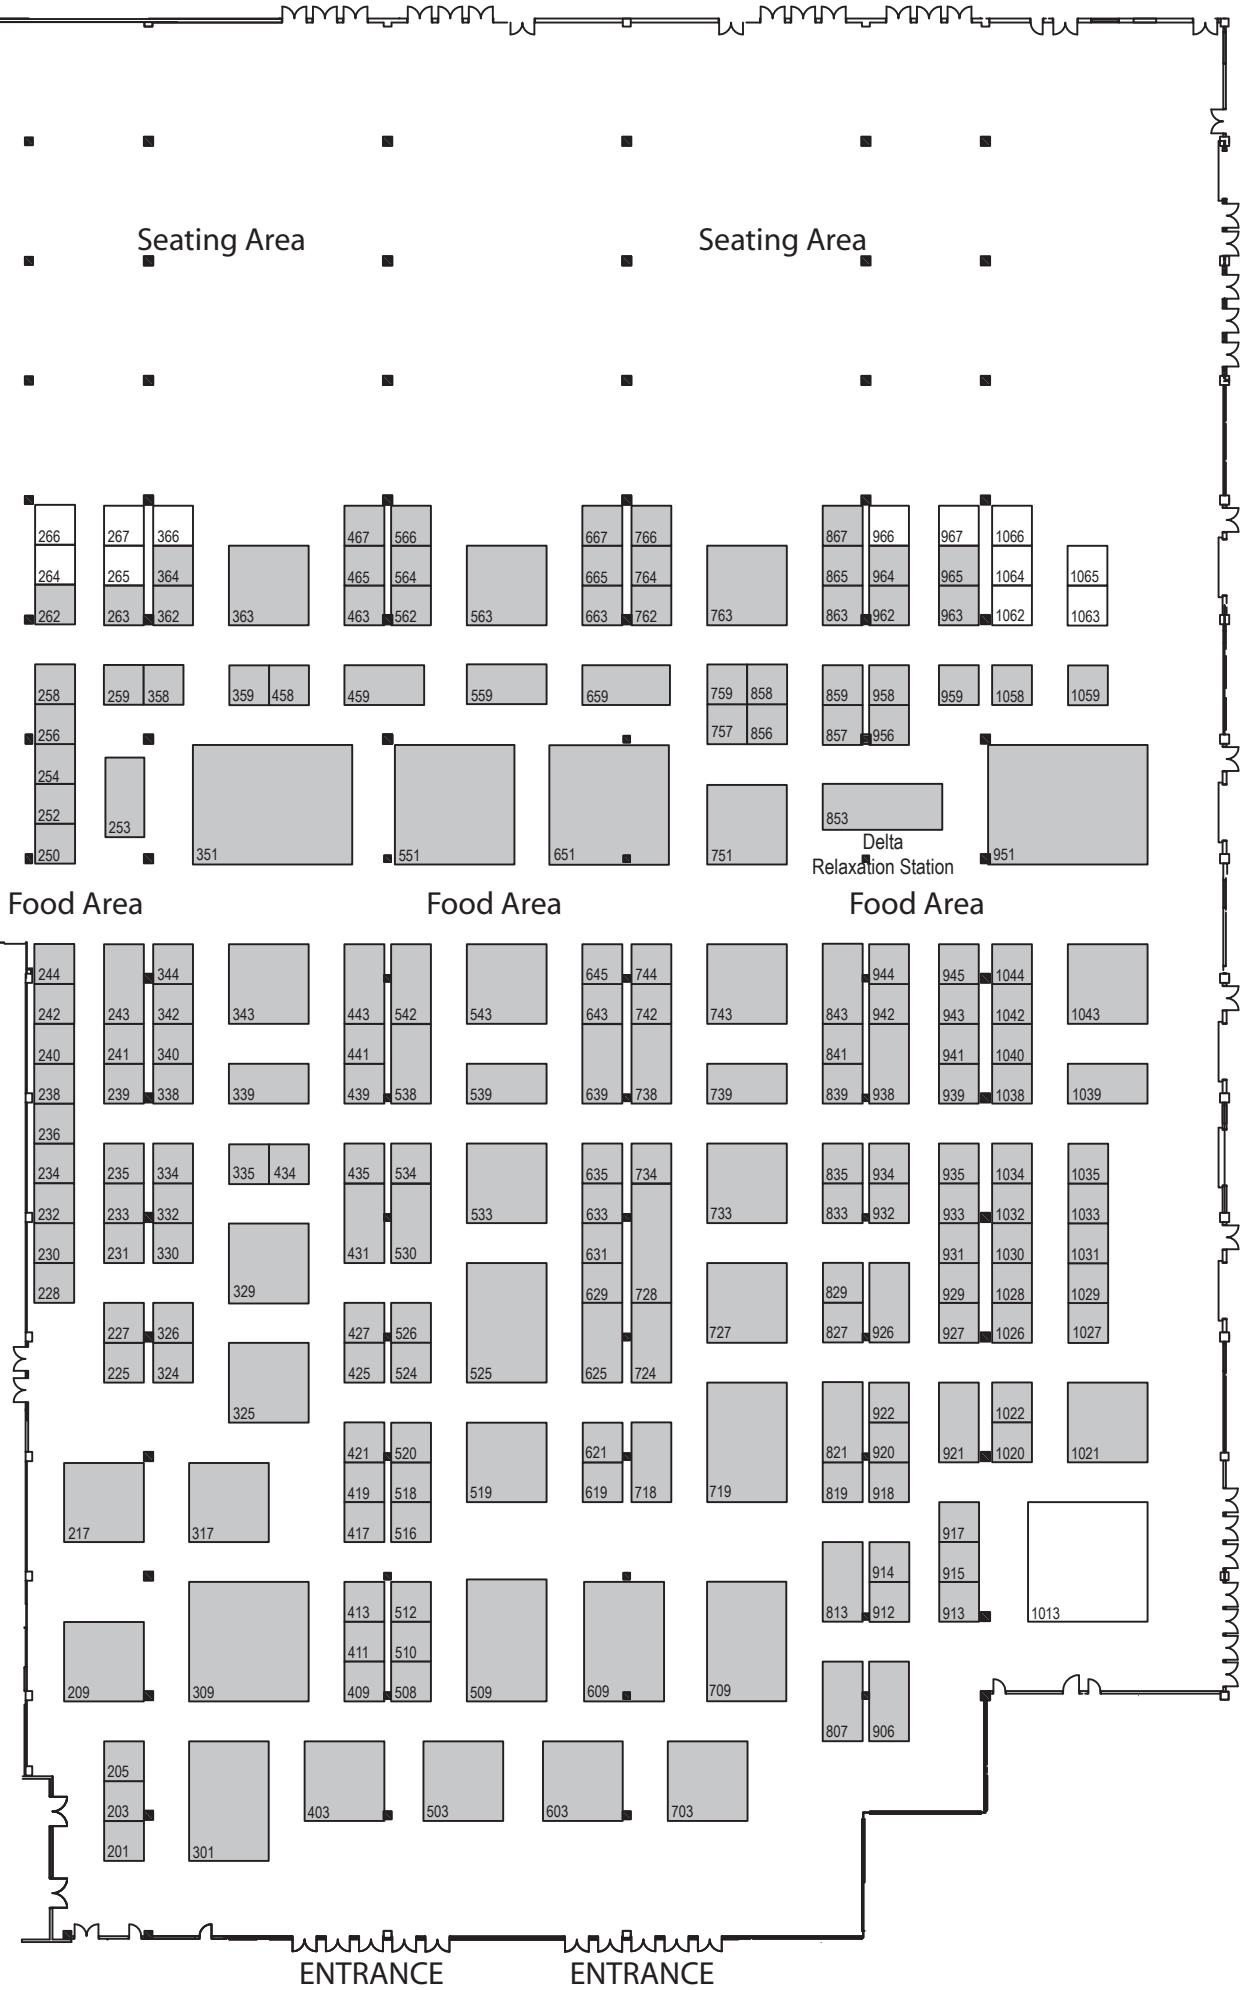 Seating Area Seating Area
266 267 366 467 566 667 766 867 966 967 1066
264 265 364 465 564 665 764 865 964 965 1064 1065
262 263 362 363 463 562 563 663 762 763 863 962 963 1062 1063
258 259 358 359 458 459 559 659 759 858 859 958 959 1058 1059
256 757 856 857 956
254
252 853
253
Delta
250 351 551 651 751 951
Relaxation Station
Food Area Food Area Food Area
244 344 645 744 944 945 1044
242 243 342 343 443 542 543 643 742 743 843 942 943 1042 1043
240 241 340 441 841 941 1040
238 239 338 339 439 538 539 639 738 739 839 938 939 1038 1039
236
234 235 334 335 434 435 534 635 734 835 934 935 1034 1035
232 233 332 533 633 733 833 932 933 1032 1033
230 231 330 431 530 631 931 1030 1031
228 329 629 728 829 929 1028 1029
227 326 427 526 727 827 926 927 1026 1027
225 324 425 524 525 625 724
325 922 1022
421 520 621 821 920 921 1020 1021
419 518 519 619 718 719 819 918
217 317 417 516 917
914 915
413 512 813 912 913 1013
411 510
209 309 409 508 509 609 709
807 906
205
203 403 503 603 703
201 301
ENTRANCE ENTRANCE